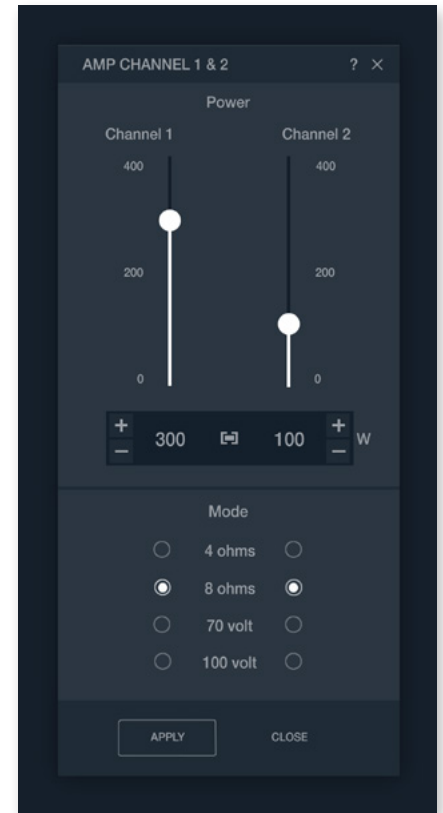 AMP CHANNEL 1 & 2 ? ×
Power
Channel 1 Channel 2
400 400
200 200
0 0
+ 300 100 + W
− −
Mode
4 ohms
8 ohms
70 volt
100 volt
APPLY CLOSE